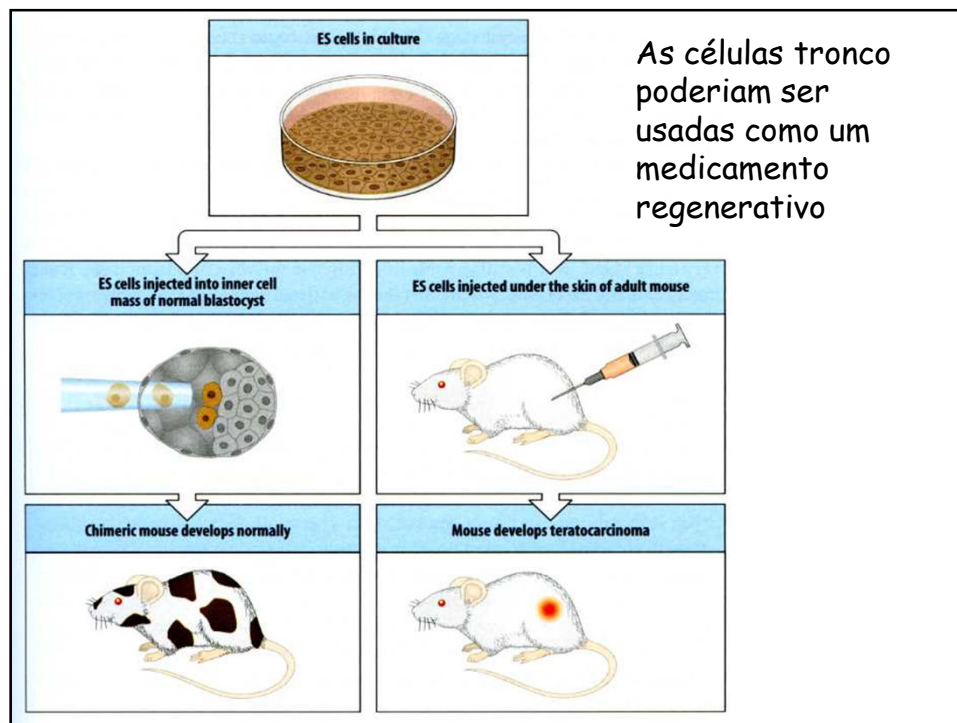 ES cells in culture
As células tronco
poderiam ser
usadas como um
medicamento
regenerativo
ES cells injected into inner cell
mass of normal blastocyst
ES cells injected under the skin of adult mouse
Chimeric mouse develops normally
Mouse develops teratocarcinoma